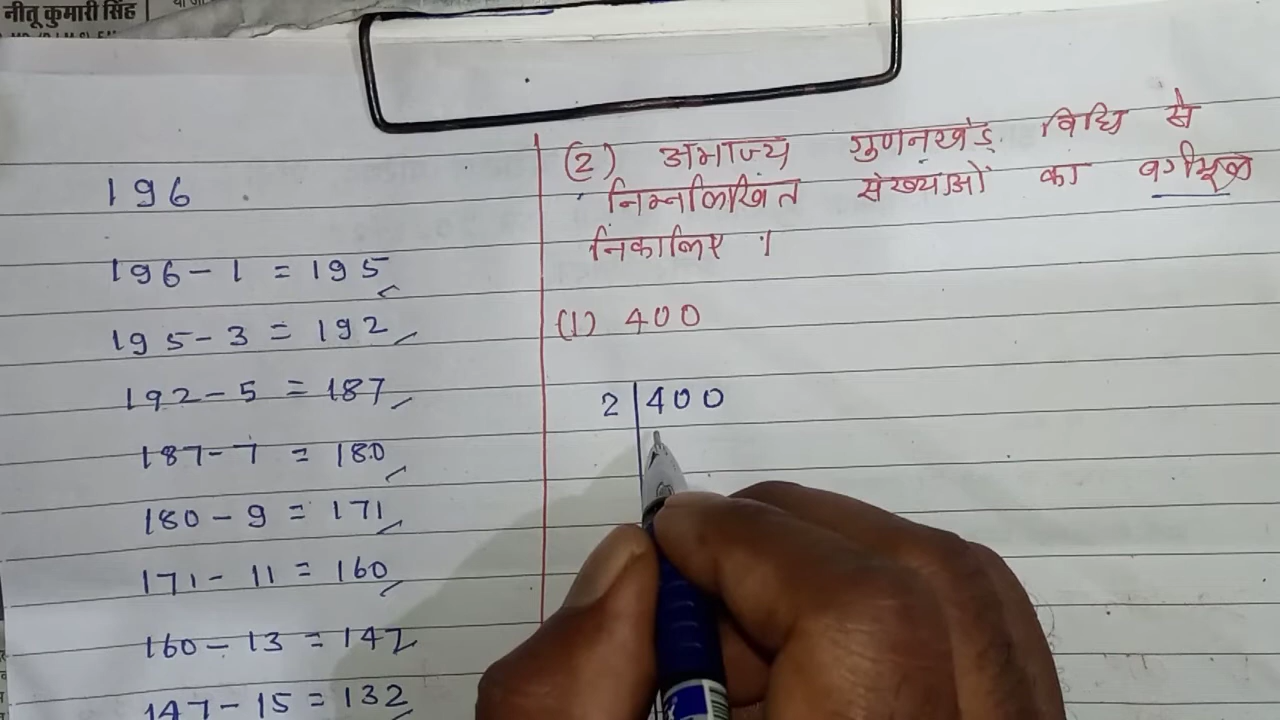 नीतू कुमारी सिंह
196
196 - 1 = 195
195 - 3 = 192
192 - 5 = 187
187 - 7 = 180
180 - 9 = 171
171 - 11 = 160
160 - 13 = 147
147 - 15 = 132
(2) अभाज्य गुणनखंड विधि से
निम्नलिखित संख्याओं का वर्गमूल
निकालिए ।
(1) 400
2 400